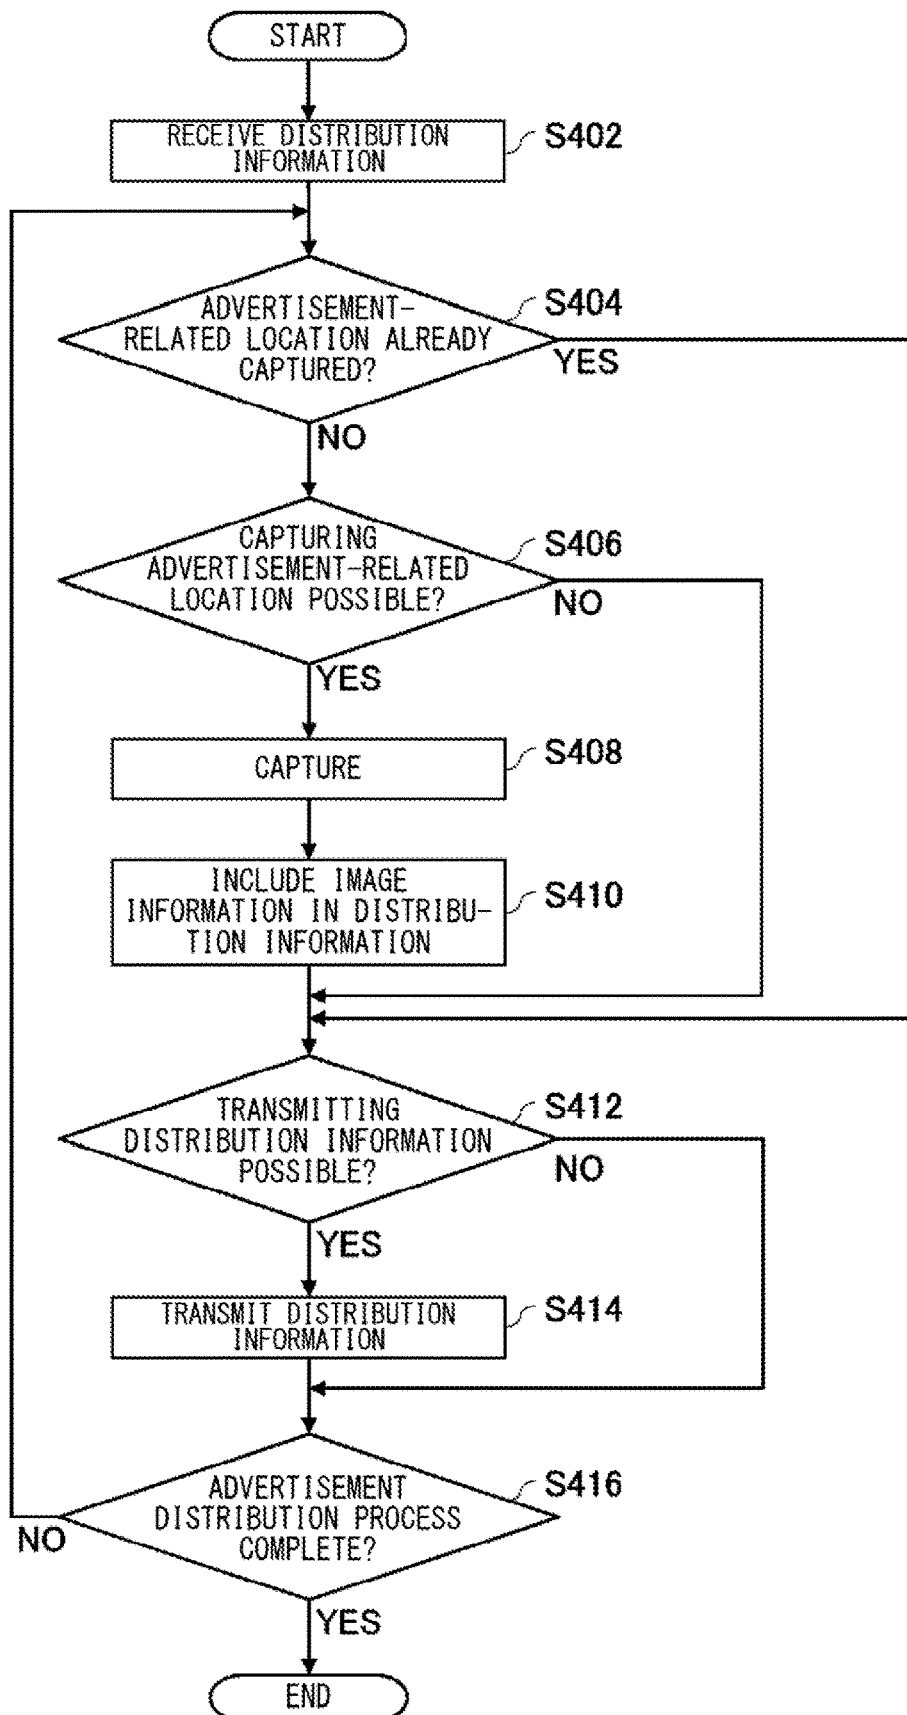 START
RECEIVE DISTRIBUTION
INFORMATION
S402
ADVERTISEMENT-
RELATED LOCATION ALREADY
CAPTURED?
S404
YES
NO
CAPTURING
ADVERTISEMENT-RELATED
LOCATION POSSIBLE?
S406
NO
YES
CAPTURE
S408
INCLUDE IMAGE
INFORMATION IN DISTRIBU-
TION INFORMATION
S410
TRANSMITTING
DISTRIBUTION INFORMATION
POSSIBLE?
S412
NO
YES
TRANSMIT DISTRIBUTION
INFORMATION
S414
ADVERTISEMENT
DISTRIBUTION PROCESS
COMPLETE?
S416
NO
YES
END